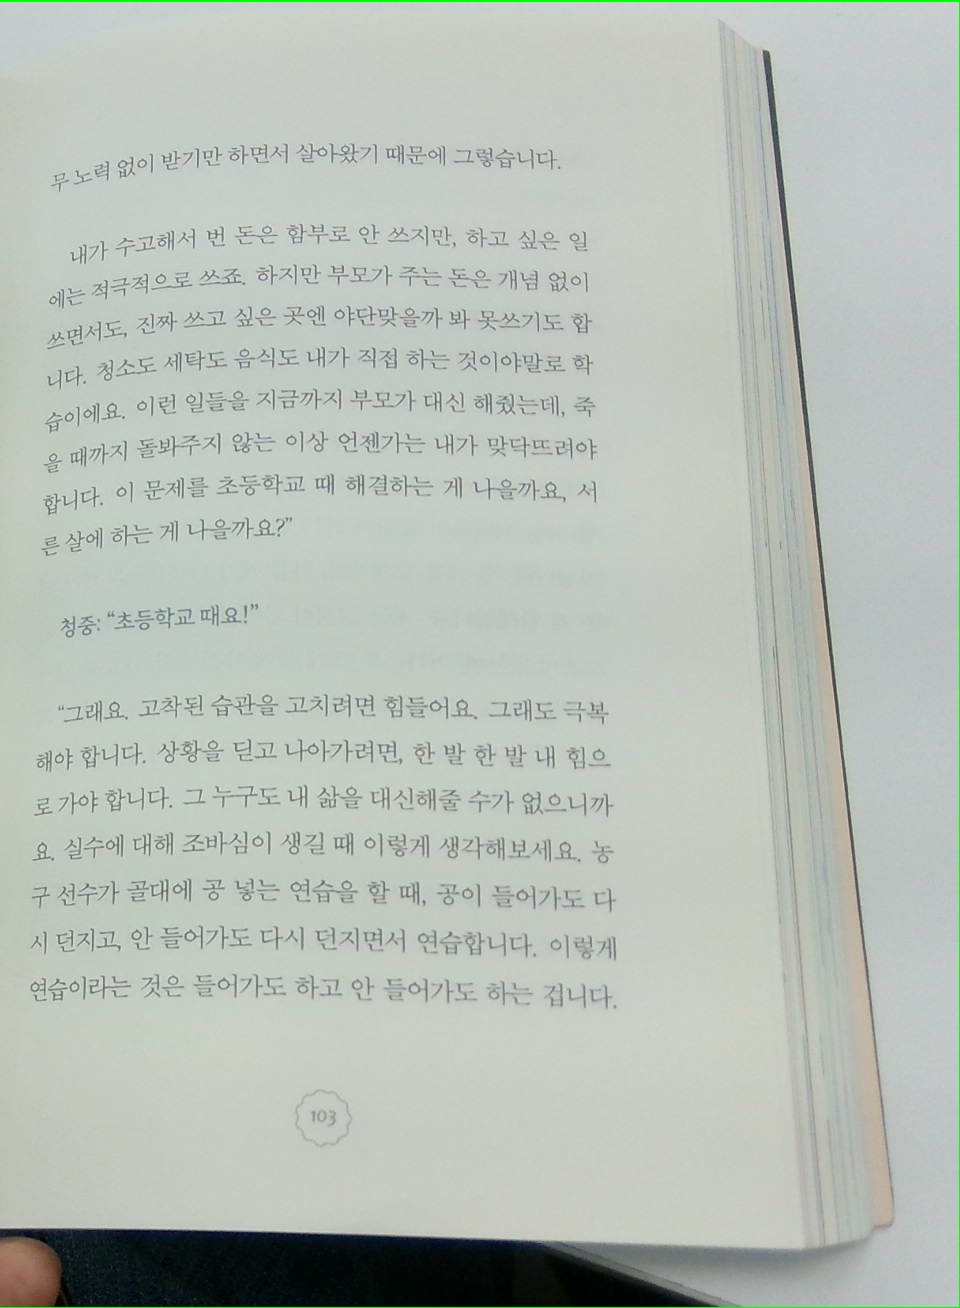 무 노력 없이 받기만 하면서 살아왔기 때문에 그렇습니다.
내가 수고해서 번 돈은 함부로 안 쓰지만, 하고 싶은 일
에는 적극적으로 쓰죠. 하지만 부모가 주는 돈은 개념 없이
쓰면서도, 진짜 쓰고 싶은 곳엔 야단맞을까 봐 못쓰기도 합
니다. 청소도 세탁도 음식도 내가 직접 하는 것이야말로 학
습이에요. 이런 일들을 지금까지 부모가 대신 해줬는데, 죽
을 때까지 돌봐주지 않는 이상 언젠가는 내가 맞닥뜨려야
합니다. 이 문제를 초등학교 때 해결하는 게 나을까요, 서
른 살에 하는 게 나을까요?”
청중: “초등학교 때요!”
“그래요. 고착된 습관을 고치려면 힘들어요. 그래도 극복
해야 합니다. 상황을 딛고 나아가려면, 한 발 한 발 내 힘으
로 가야 합니다. 그 누구도 내 삶을 대신해줄 수가 없으니까
요. 실수에 대해 조바심이 생길 때 이렇게 생각해보세요. 농
구 선수가 골대에 공 넣는 연습을 할 때, 공이 들어가도 다
시 던지고, 안 들어가도 다시 던지면서 연습합니다. 이렇게
연습이라는 것은 들어가도 하고 안 들어가도 하는 겁니다.
103